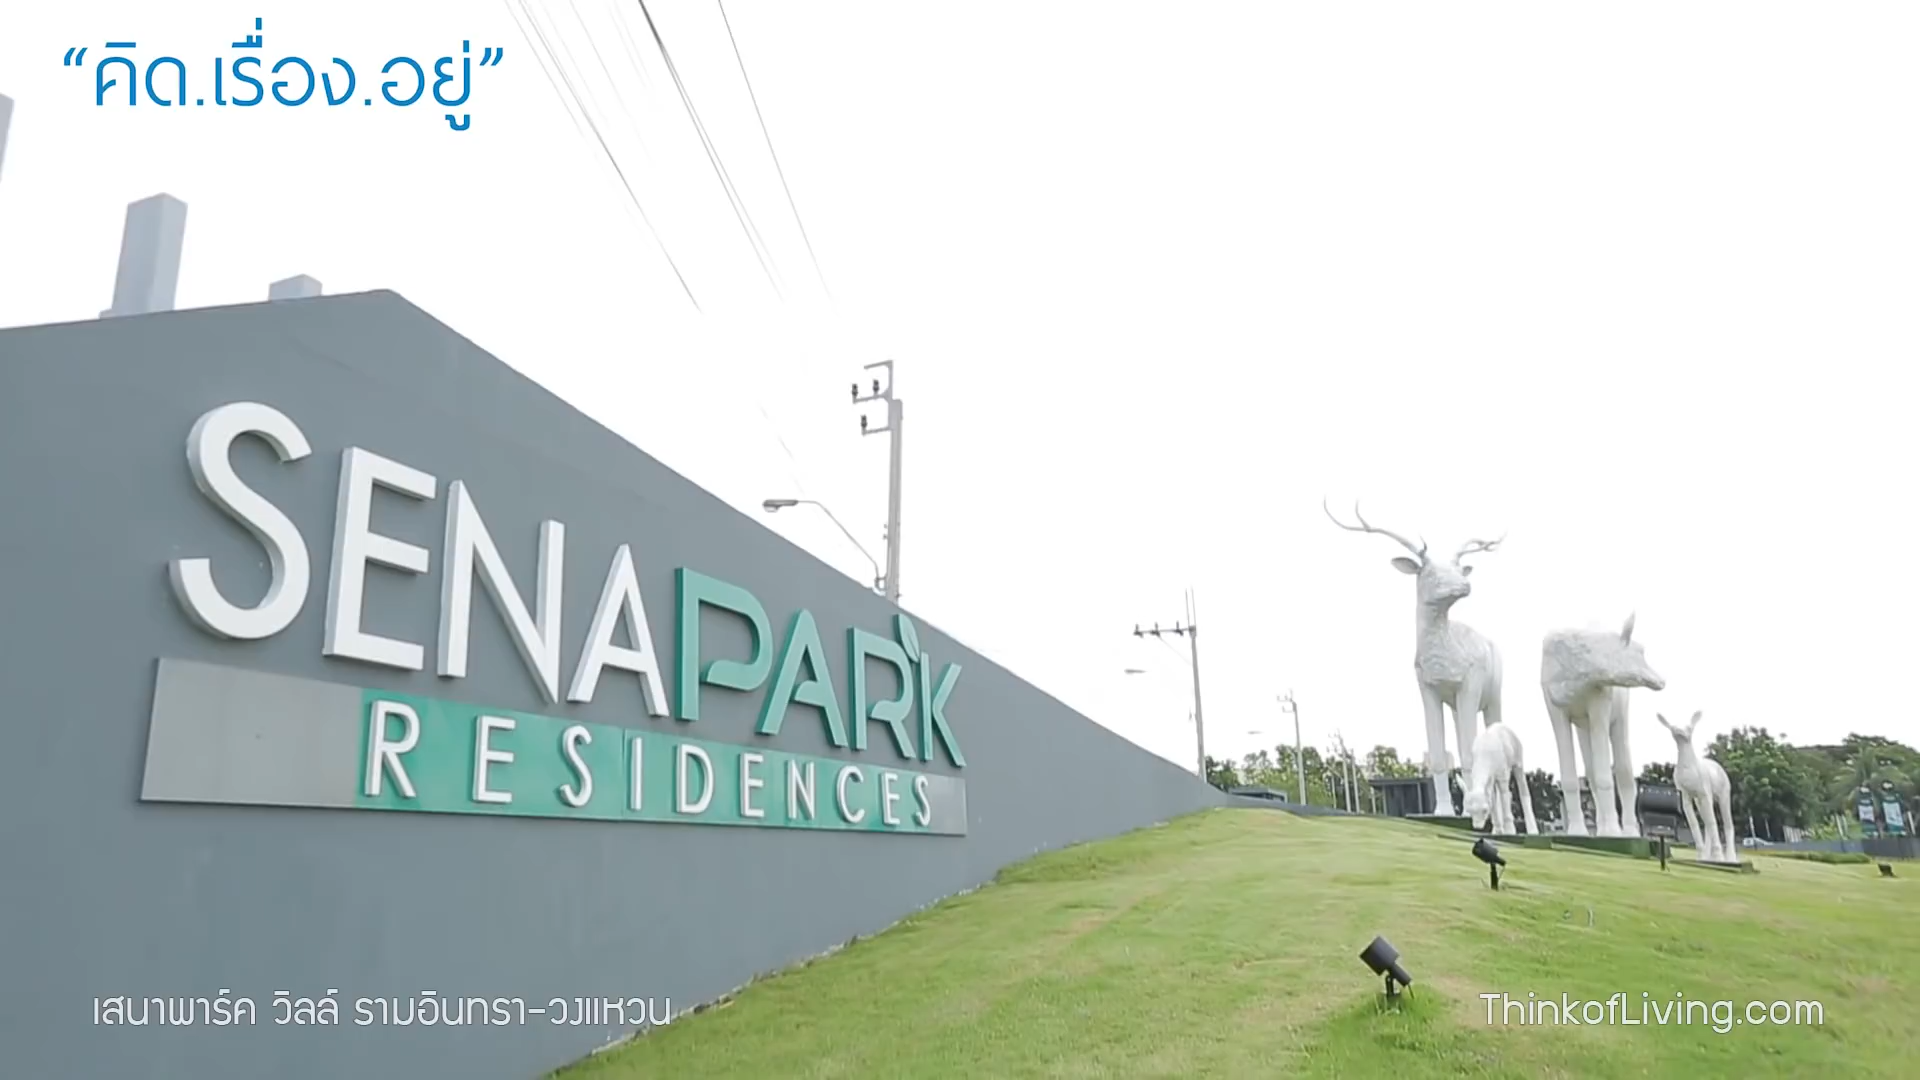 “คิด.เรื่อง.อยู่”
SENAPARK
RESIDENCES
เสนาพาร์ค วิลล์ รามอินทรา-วงแหวน
ThinkofLiving.com